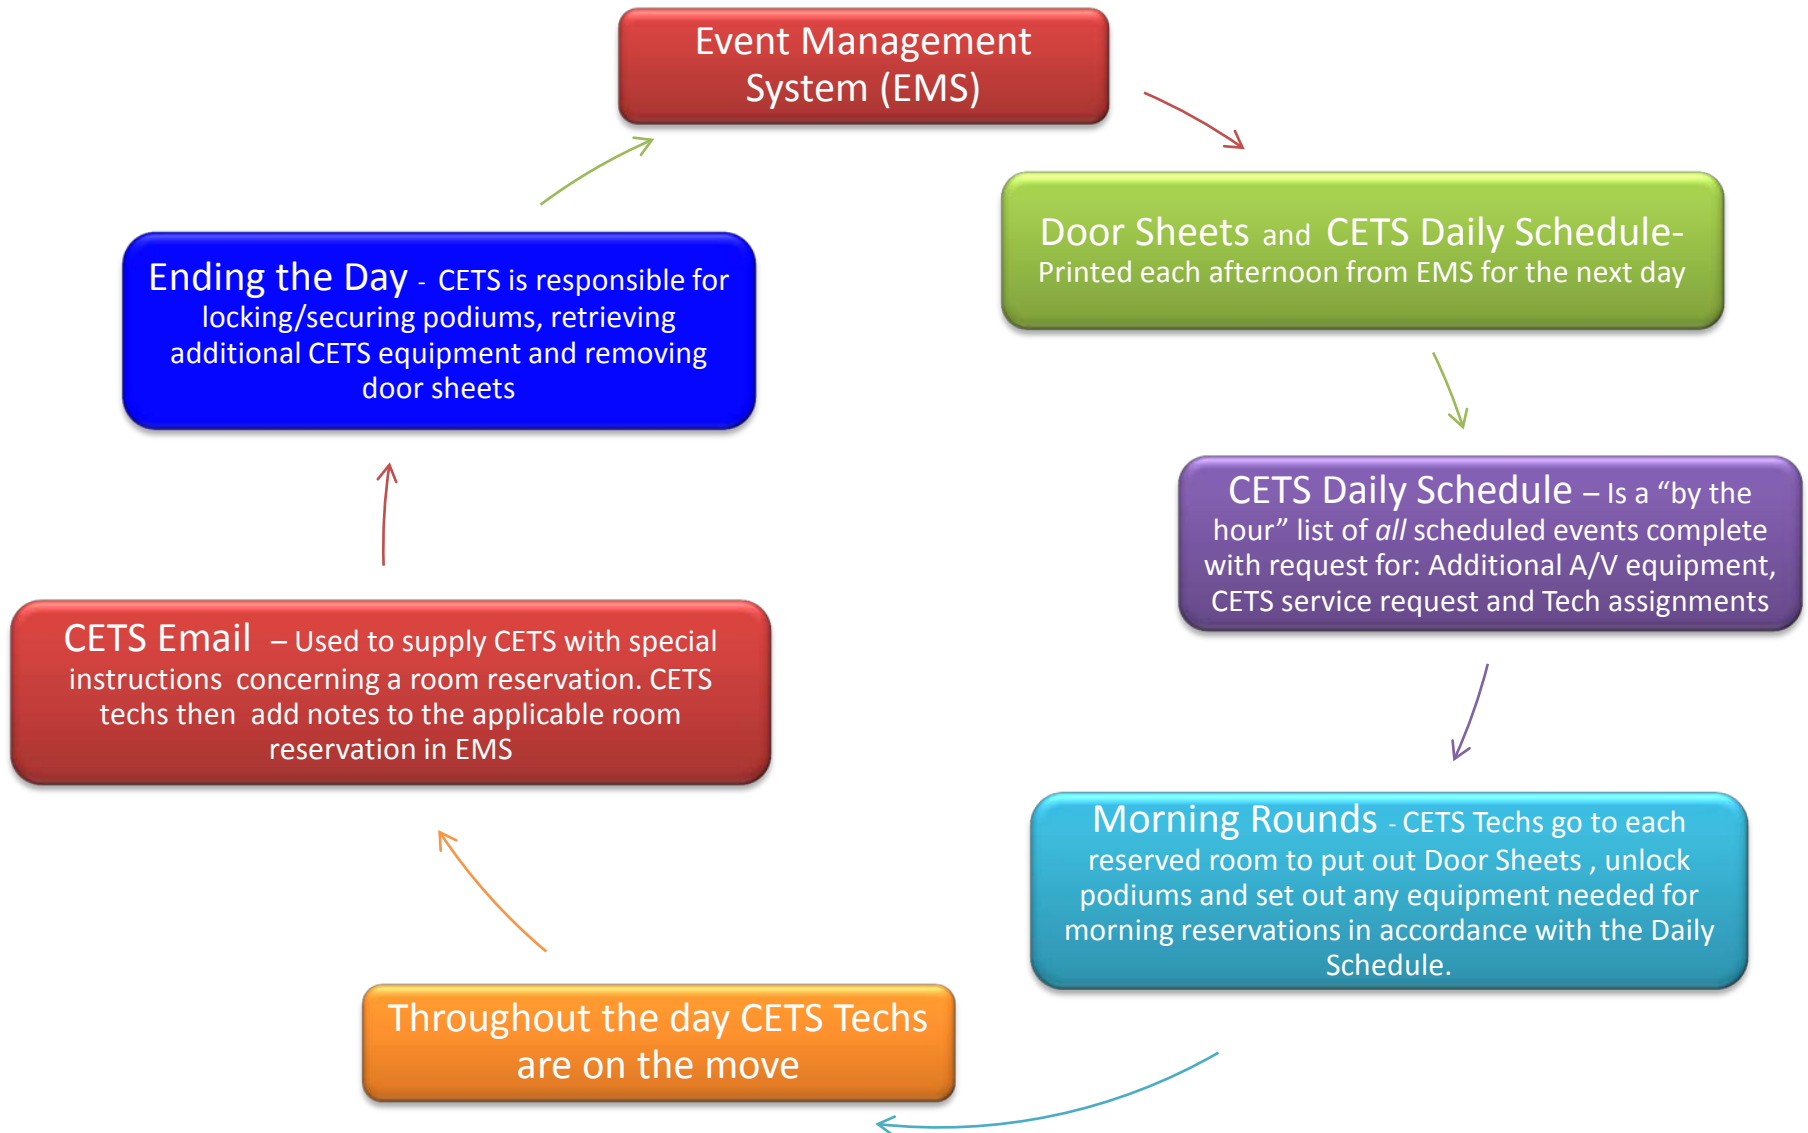 Event Management
System (EMS)
Door Sheets and CETS Daily Schedule-
Printed each afternoon from EMS for the next day
CETS Daily Schedule – Is a “by the
hour” list of all scheduled events complete
with request for: Additional A/V equipment,
CETS service request and Tech assignments
Morning Rounds - CETS Techs go to each
reserved room to put out Door Sheets , unlock
podiums and set out any equipment needed for
morning reservations in accordance with the Daily
Schedule.
Throughout the day CETS Techs
are on the move
CETS Email – Used to supply CETS with special
instructions concerning a room reservation. CETS
techs then add notes to the applicable room
reservation in EMS
Ending the Day - CETS is responsible for
locking/securing podiums, retrieving
additional CETS equipment and removing
door sheets